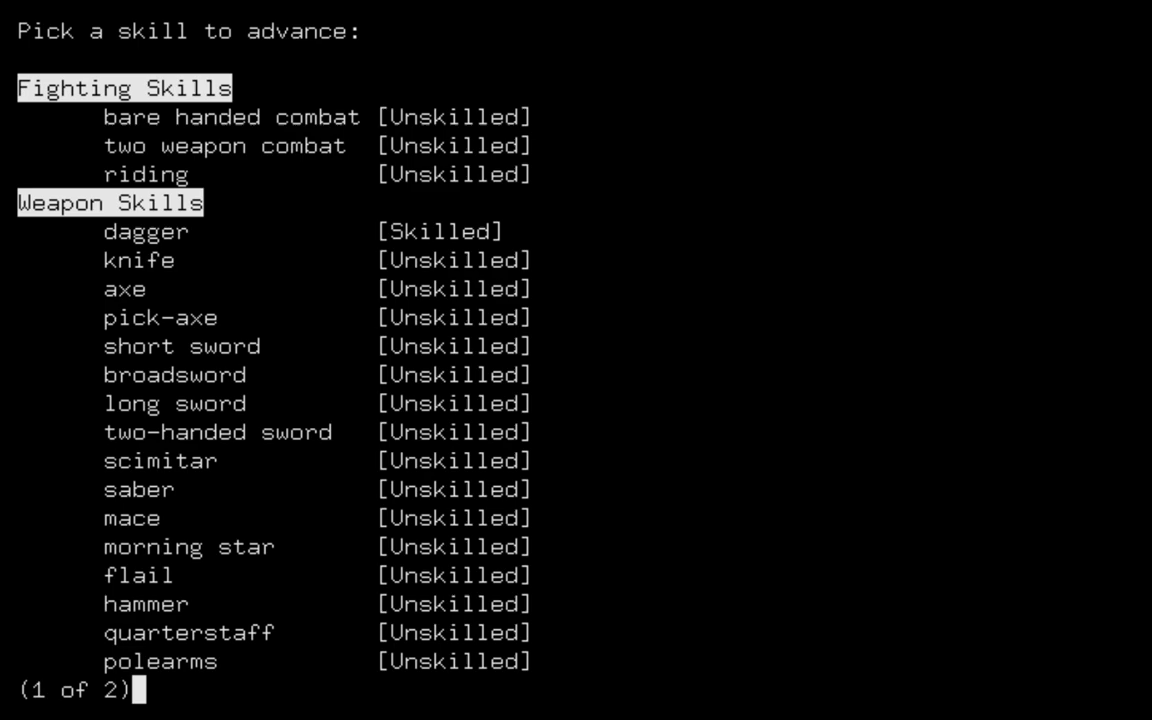 Pick a skill to advance:
Fighting Skills
bare handed combat [Unskilled]
two weapon combat [Unskilled]
riding [Unskilled]
Weapon Skills
dagger [Skilled]
knife [Unskilled]
axe [Unskilled]
pick-axe [Unskilled]
short sword [Unskilled]
broadsword [Unskilled]
long sword [Unskilled]
two-handed sword [Unskilled]
scimitar [Unskilled]
saber [Unskilled]
mace [Unskilled]
morning star [Unskilled]
flail [Unskilled]
hammer [Unskilled]
quarterstaff [Unskilled]
polearms [Unskilled]
(1 of 2)